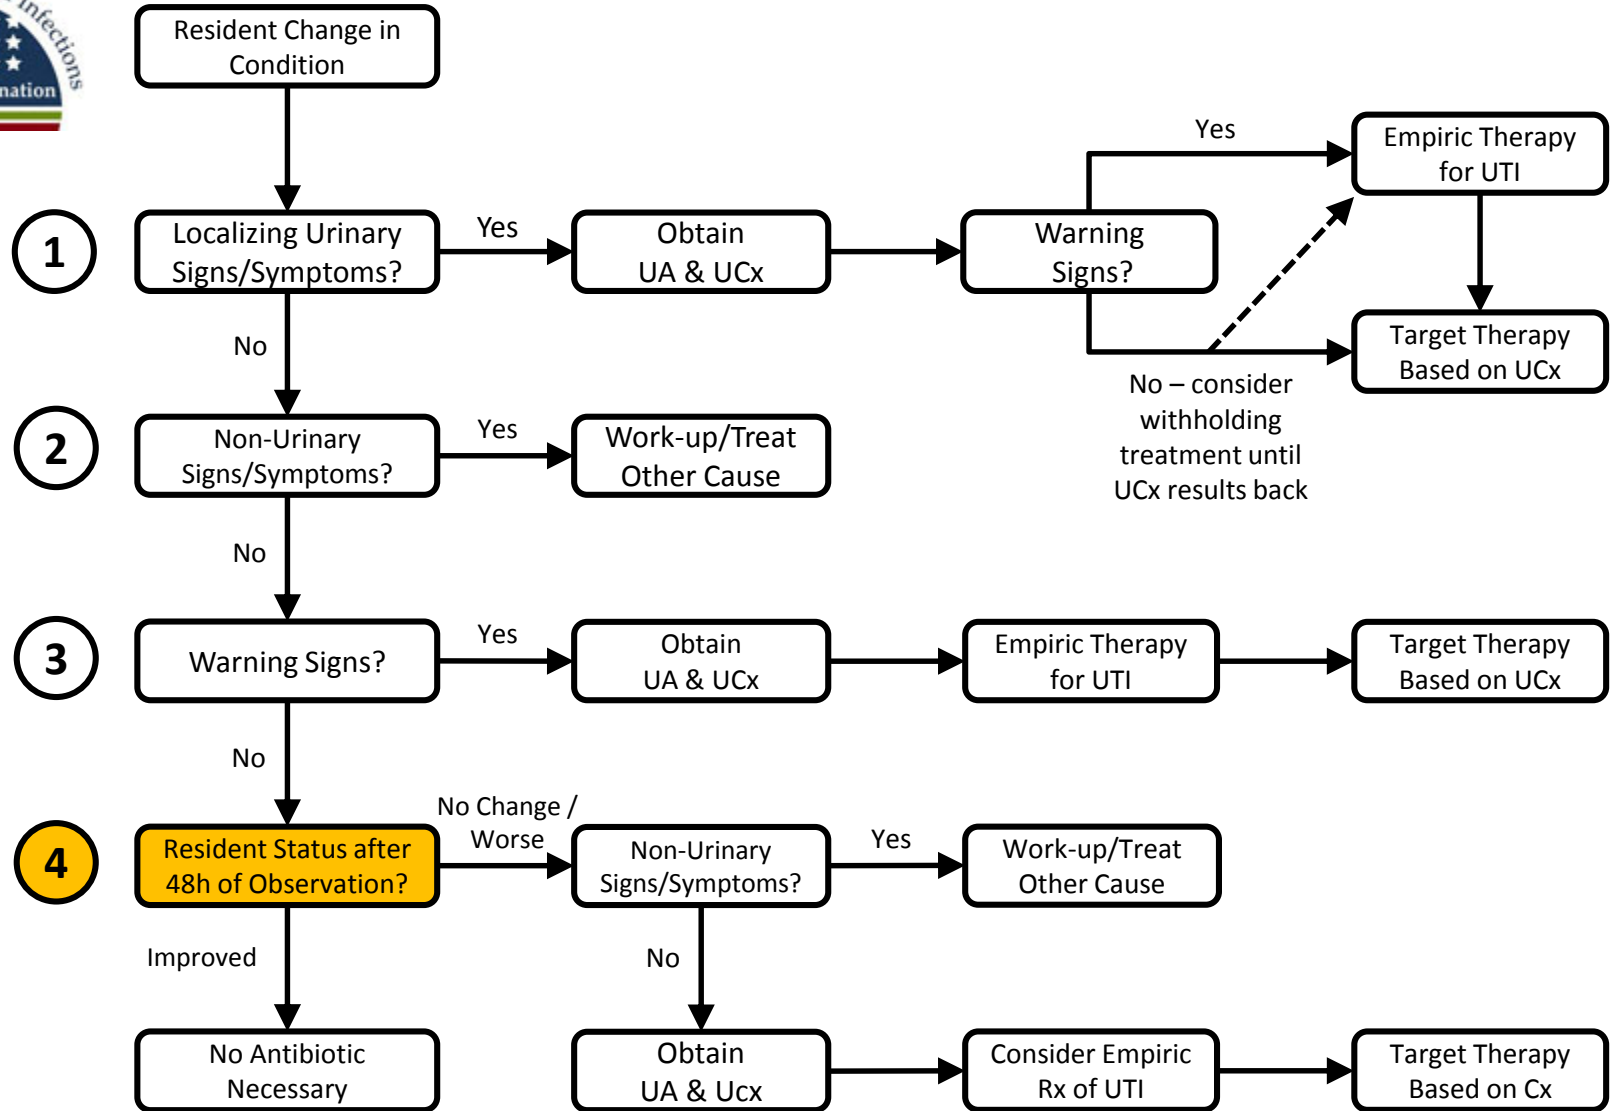 Infections
nation
Resident Change in
Condition
1
Localizing Urinary
Signs/Symptoms?
Yes
Obtain
UA & UCx
Warning
Signs?
Yes
Empiric Therapy
for UTI
Target Therapy
Based on UCx
No – consider
withholding
treatment until
UCx results back
No
2
Non-Urinary
Signs/Symptoms?
Yes
Work-up/Treat
Other Cause
No
3
Warning Signs?
Yes
Obtain
UA & UCx
Empiric Therapy
for UTI
Target Therapy
Based on UCx
No
4
Resident Status after
48h of Observation?
No Change /
Worse
Non-Urinary
Signs/Symptoms?
Yes
Work-up/Treat
Other Cause
Improved
No
No Antibiotic
Necessary
Obtain
UA & Ucx
Consider Empiric
Rx of UTI
Target Therapy
Based on Cx